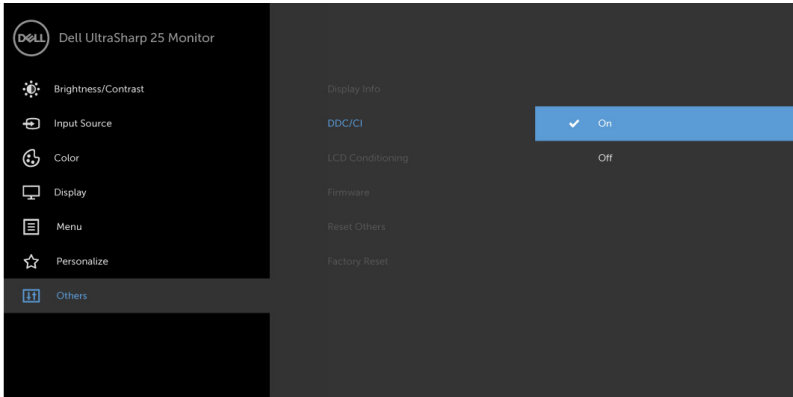 DELL Dell UltraSharp 25 Monitor
Brightness/Contrast
Display Info
Input Source
DDC/CI
On
Color
LCD Conditioning
Off
Display
Firmware
Menu
Reset Others
Personalize
Factory Reset
Others